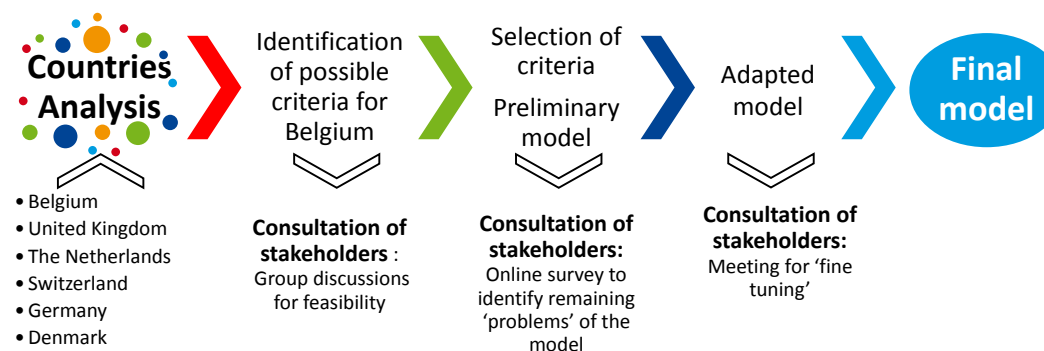 Countries
Analysis
• Belgium
• United Kingdom
• The Netherlands
• Switzerland
• Germany
• Denmark
Identification
of possible
criteria for
Belgium
Consultation of
stakeholders :
Group discussions
for feasibility
Selection of
criteria
Preliminary
model
Consultation of
stakeholders:
Online survey to
identify remaining
‘problems’ of the
model
Adapted
model
Consultation of
stakeholders:
Meeting for ‘fine
tuning’
Final
model